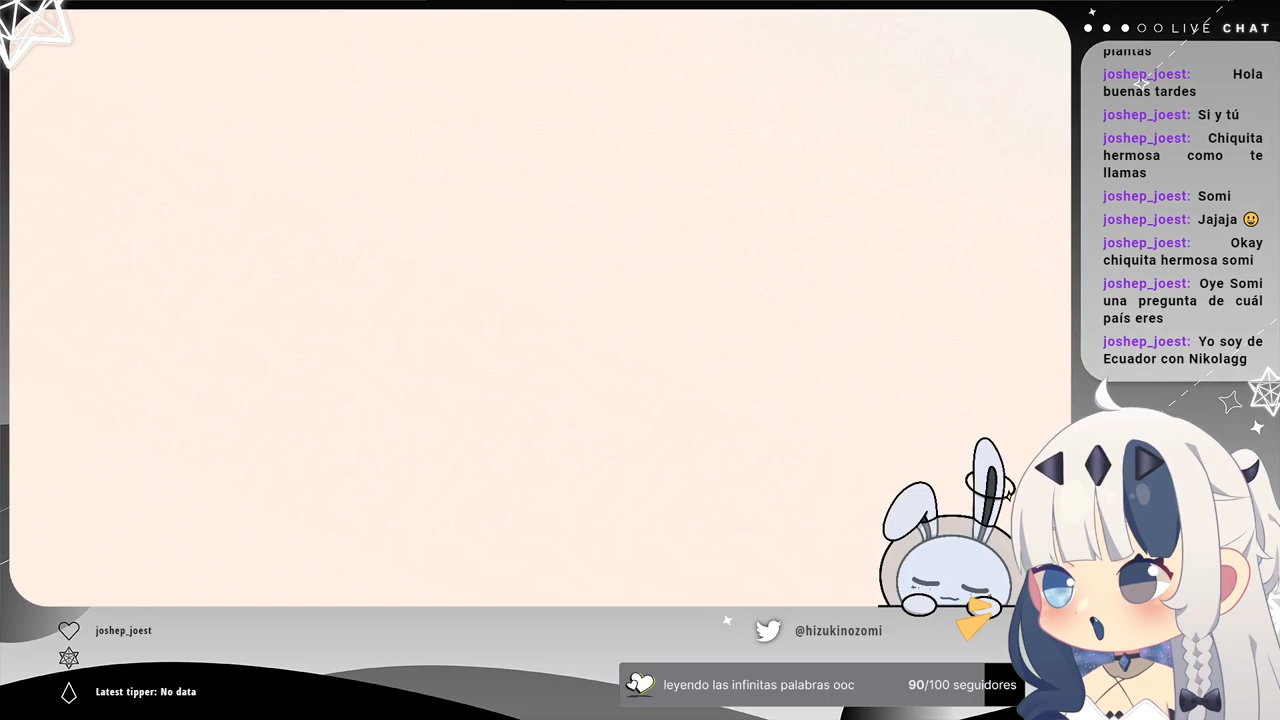 LIVE CHAT
plantas
joshep_joest: Hola
buenas tardes
joshep_joest: Si y tú
joshep_joest: Chiquita
hermosa como te
llamas
joshep_joest: Somi
joshep_joest: Jajaja 😀
joshep_joest: Okay
chiquita hermosa somi
joshep_joest: Oye Somi
una pregunta de cuál
país eres
joshep_joest: Yo soy de
Ecuador con Nikolagg
joshep_joest
@hizukinozomi
leyendo las infinitas palabras ooc 90/100 seguidores
Latest tipper: No data